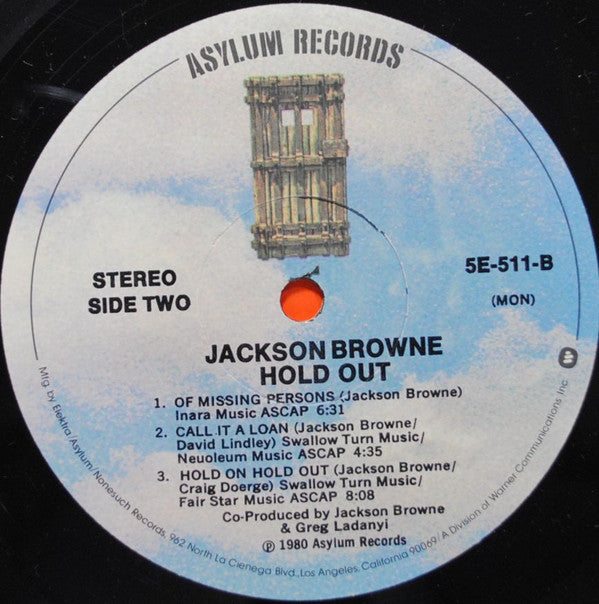 ASYLUM RECORDS
STEREO
SIDE TWO
5E-511-B
(MON)
JACKSON BROWNE
HOLD OUT
1. OF MISSING PERSONS (Jackson Browne)
Inara Music ASCAP 6:31
2. CALL IT A LOAN (Jackson Browne/
David Lindley) Swallow Turn Music/
Neuoleum Music ASCAP 4:35
3. HOLD ON HOLD OUT (Jackson Browne/
Craig Doerge) Swallow Turn Music/
Fair Star Music ASCAP 8:08
Co-Produced by Jackson Browne
& Greg Ladanyi
℗ 1980 Asylum Records
Mfg. by Elektra/Asylum/Nonesuch Records, 962 North La Cienega Blvd., Los Angeles, California 90069/A Division of Warner Communications Inc.